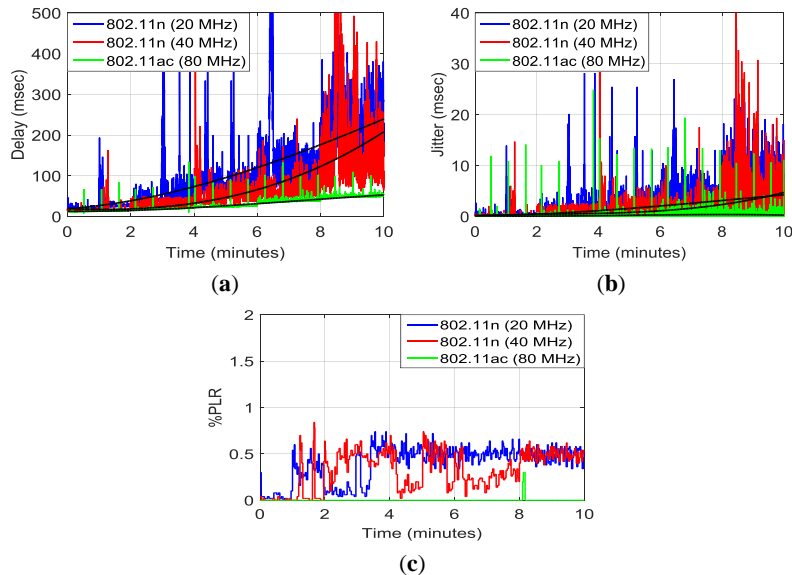 500
400
300
200
100
0
Delay (msec)
802.11n (20 MHz)
802.11n (40 MHz)
802.11ac (80 MHz)
0 2 4 6 8 10
Time (minutes)
(a)
40
30
20
10
0
Jitter (msec)
802.11n (20 MHz)
802.11n (40 MHz)
802.11ac (80 MHz)
0 2 4 6 8 10
Time (minutes)
(b)
2
1.5
1
0.5
0
%PLR
802.11n (20 MHz)
802.11n (40 MHz)
802.11ac (80 MHz)
0 2 4 6 8 10
Time (minutes)
(c)